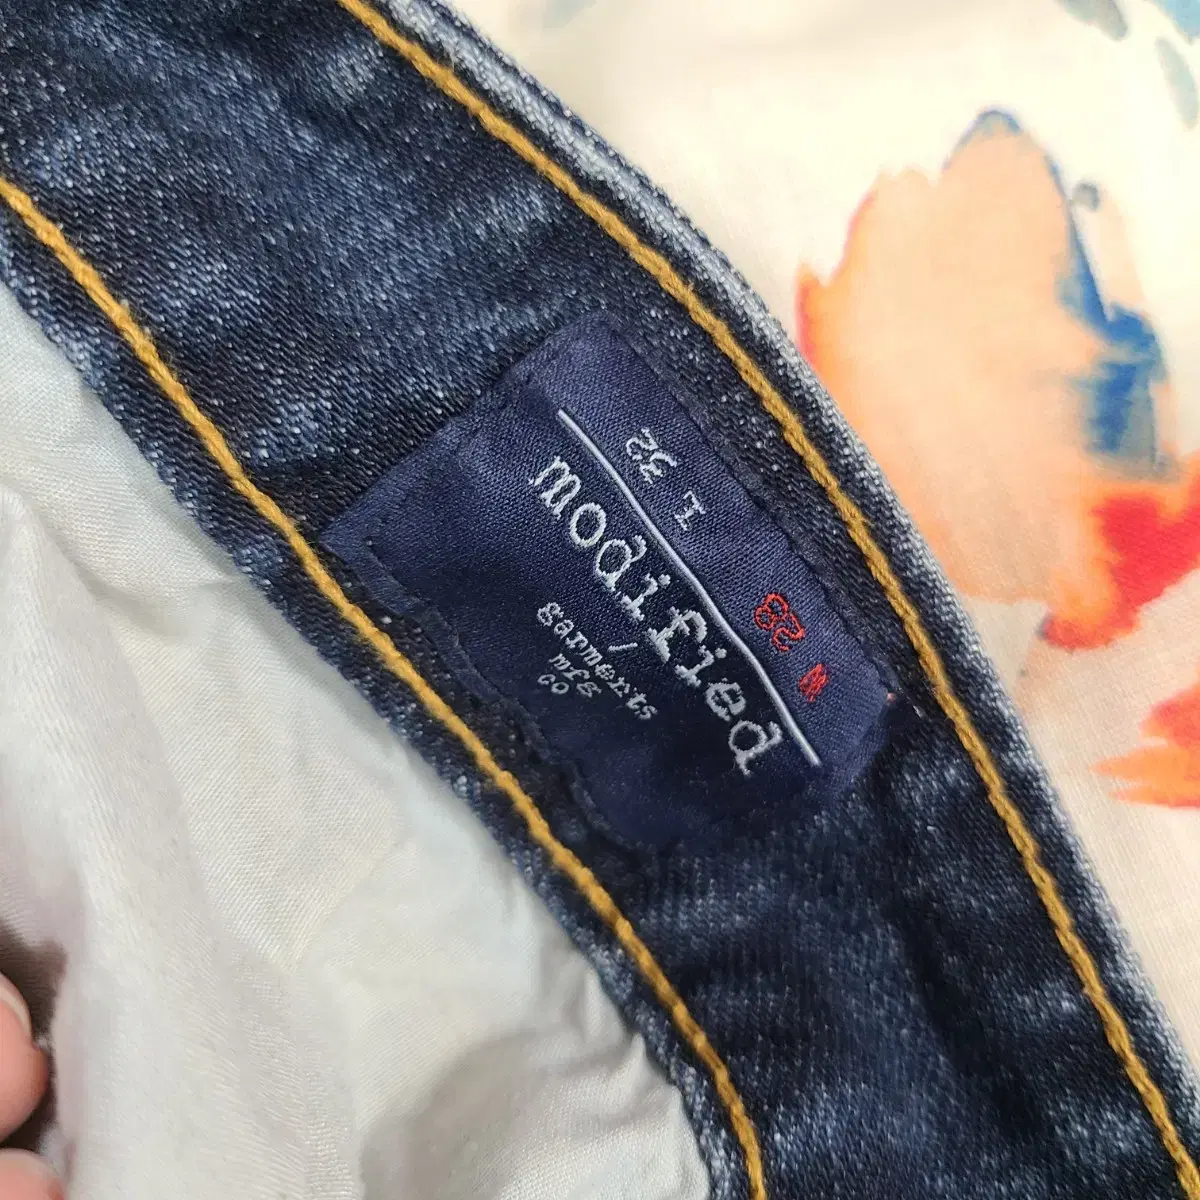 W 28 L 32
modified
/
garments
mfg
co